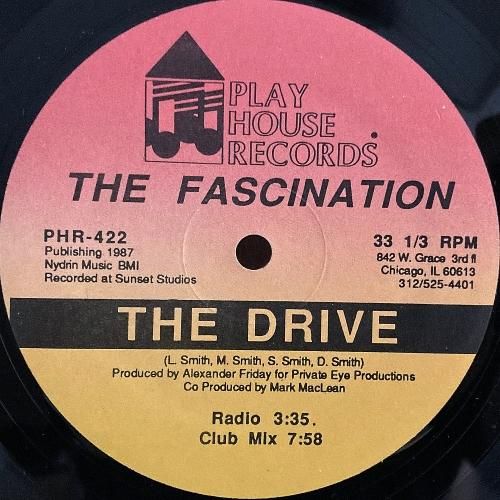 PLAY
HOUSE
RECORDS.
THE FASCINATION
PHR-422
Publishing 1987
Nydrin Music BMI
Recorded at Sunset Studios
33 1/3 RPM
842 W. Grace 3rd fl
Chicago, IL 60613
312/525-4401
THE DRIVE
(L. Smith, M. Smith, S. Smith, D. Smith)
Produced by Alexander Friday for Private Eye Productions
Co Produced by Mark MacLean
Radio 3:35.
Club Mix 7:58